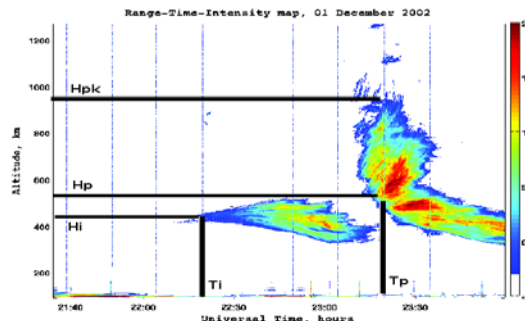 Range-Time-Intensity map, 01 December 2002
Altitude, km
1200
1000
800
600
400
200
Hpk
Hp
Hi
Ti
Tp
21:40
22:00
22:30
23:00
23:30
Universal Time, hours